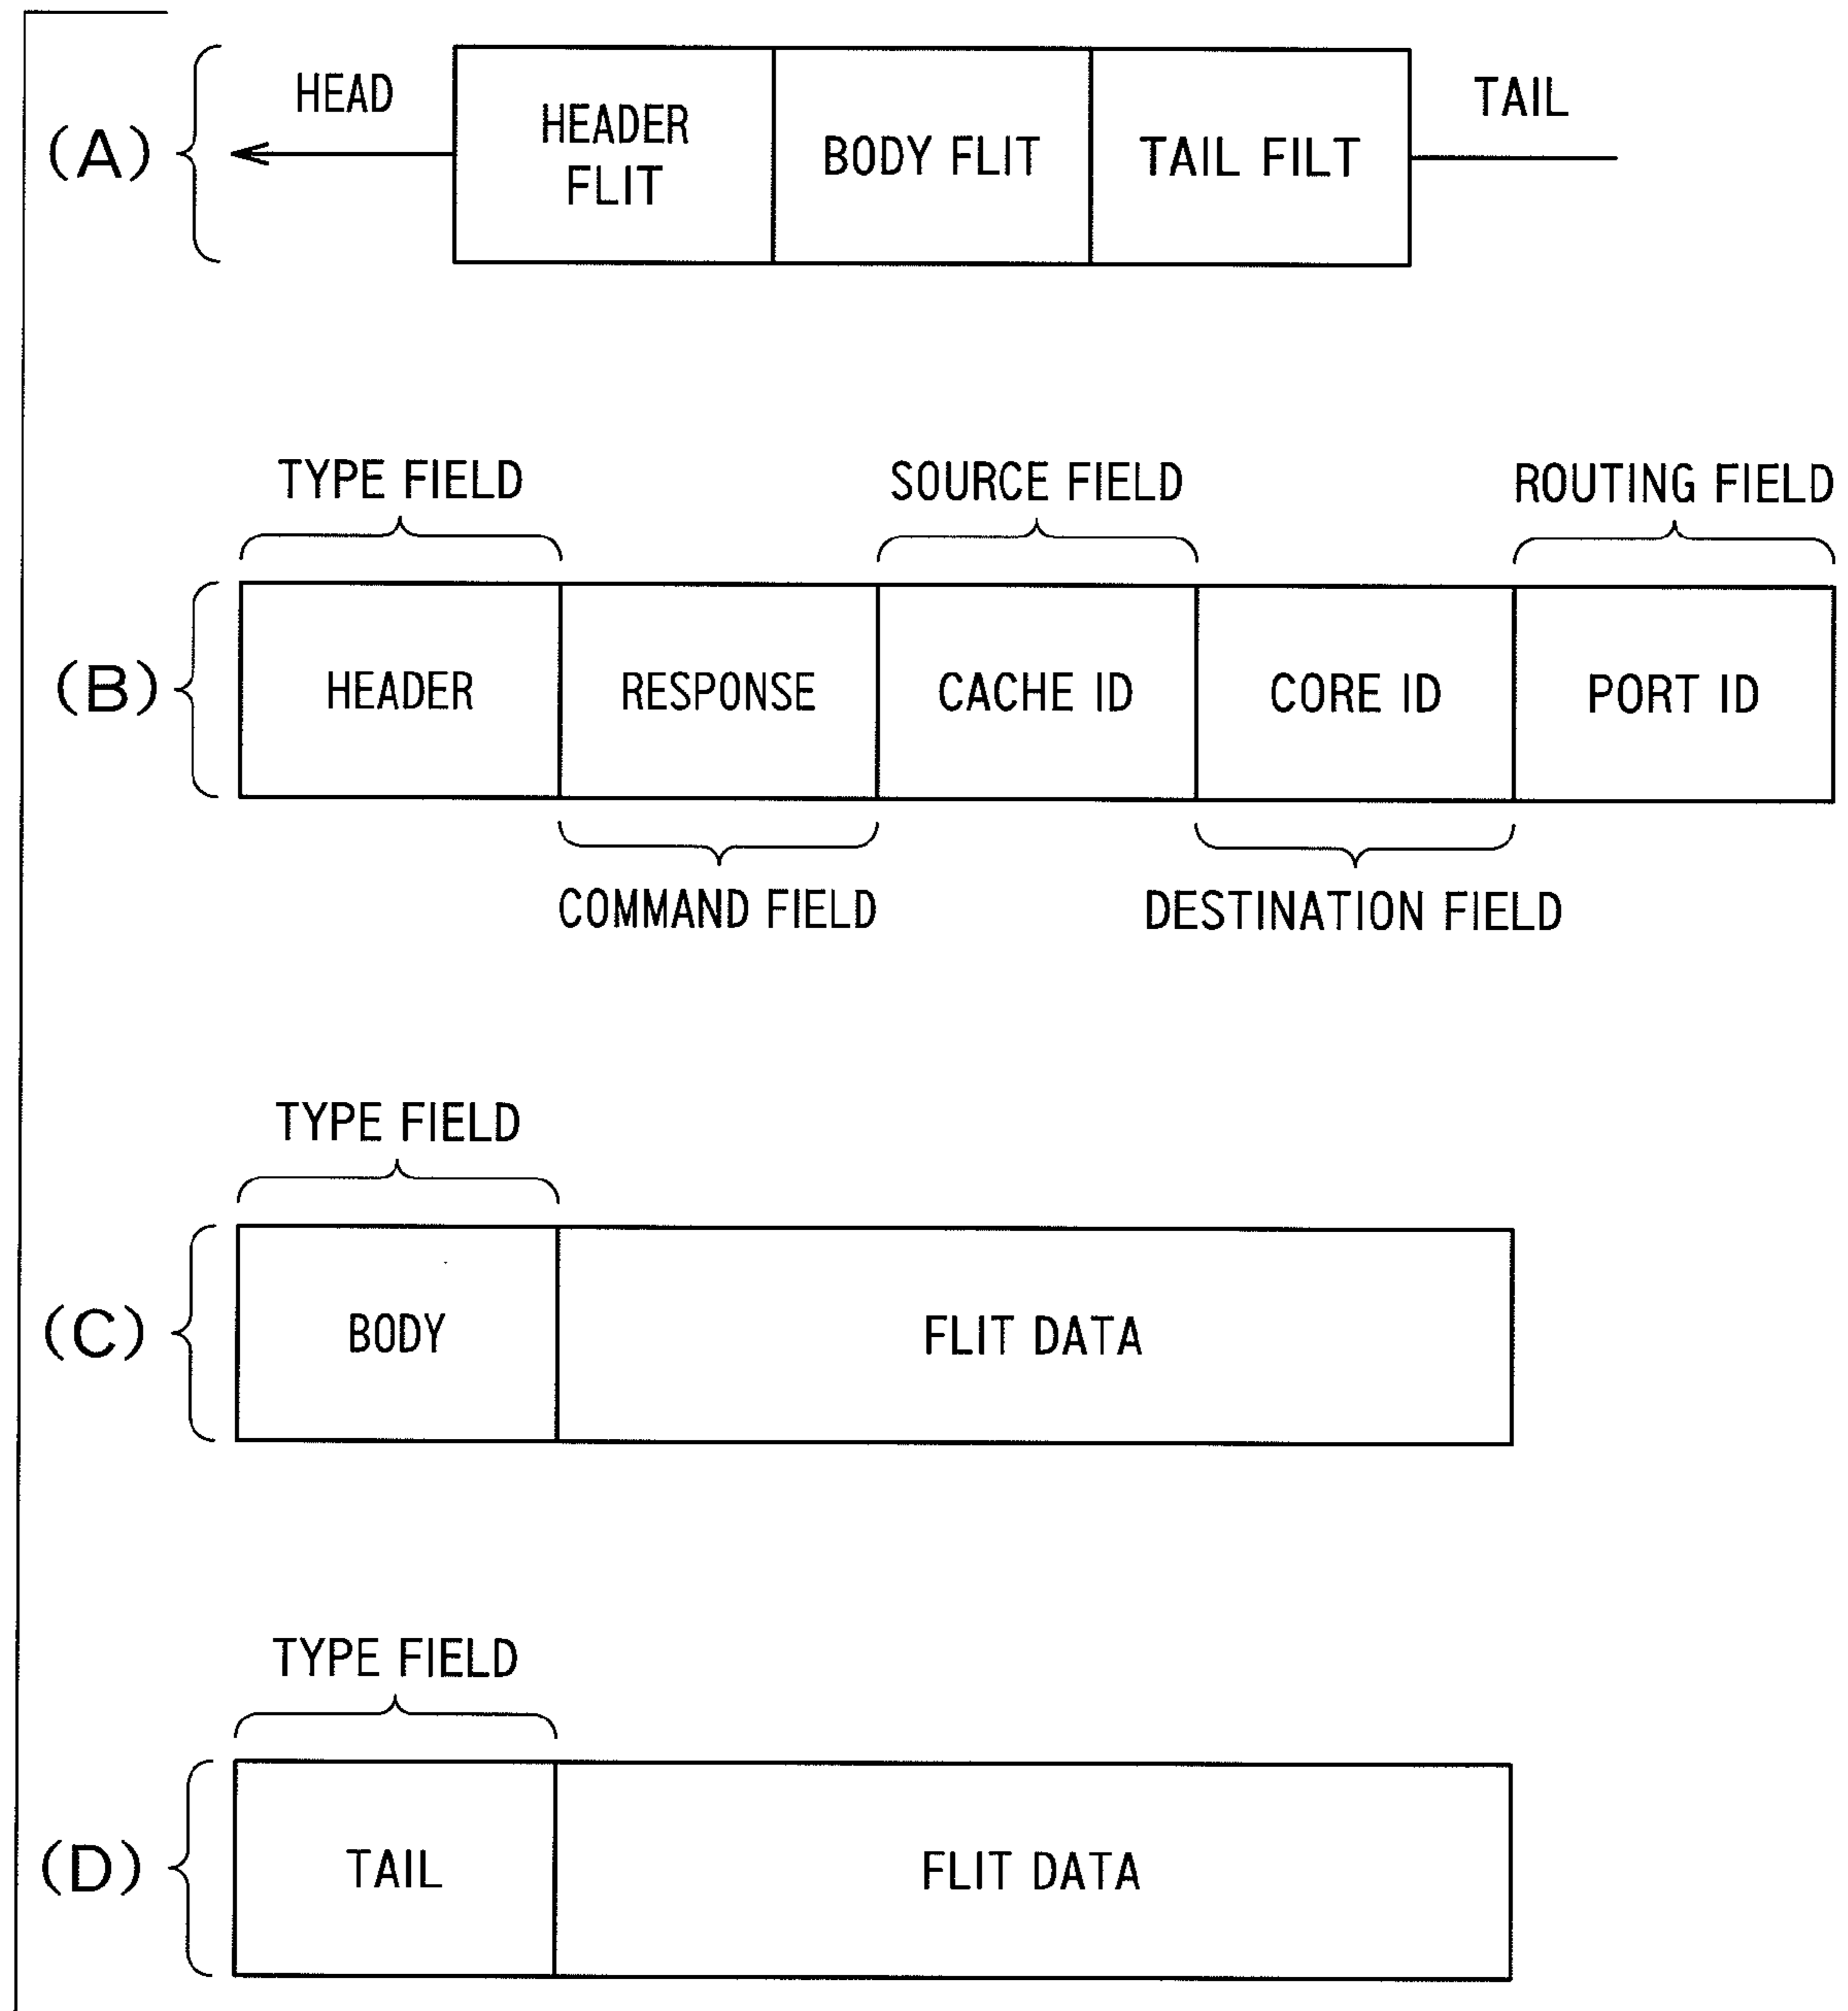 (A)
HEAD
HEADER
FLIT
BODY FLIT
TAIL FILT
TAIL
TYPE FIELD
SOURCE FIELD
ROUTING FIELD
(B)
HEADER
RESPONSE
CACHE ID
CORE ID
PORT ID
COMMAND FIELD
DESTINATION FIELD
TYPE FIELD
(C)
BODY
FLIT DATA
TYPE FIELD
(D)
TAIL
FLIT DATA